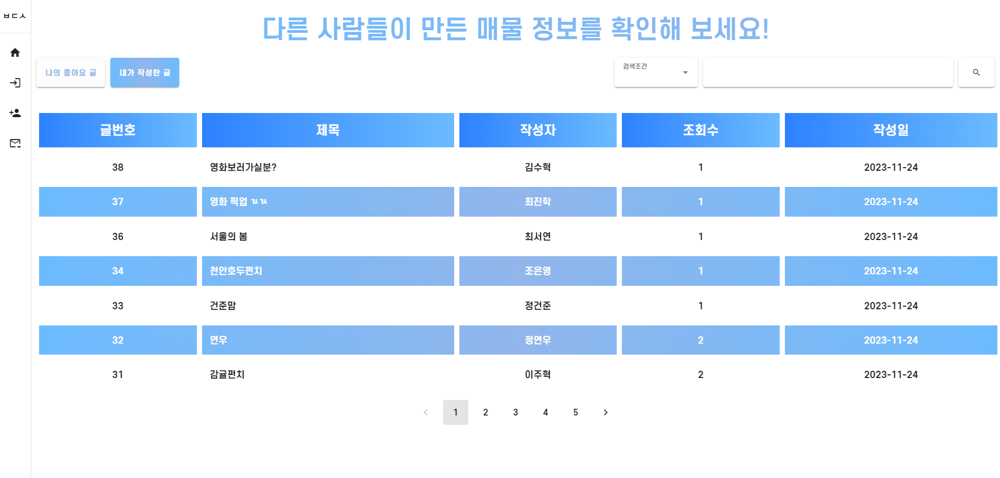 ㅂㄷㅅ
다른 사람들이 만든 매물 정보를 확인해 보세요!
나의 좋아요 글 내가 작성한 글 검색조건
글번호 제목 작성자 조회수 작성일
38 영화보러가실분? 김수혁 1 2023-11-24
37 영화 픽업 ㄲㄲ 최진학 1 2023-11-24
36 서울의 봄 최서연 1 2023-11-24
34 천안호두펀치 조은영 1 2023-11-24
33 건준맘 정건준 1 2023-11-24
32 연우 정연우 2 2023-11-24
31 감귤펀치 이주혁 2 2023-11-24
1 2 3 4 5